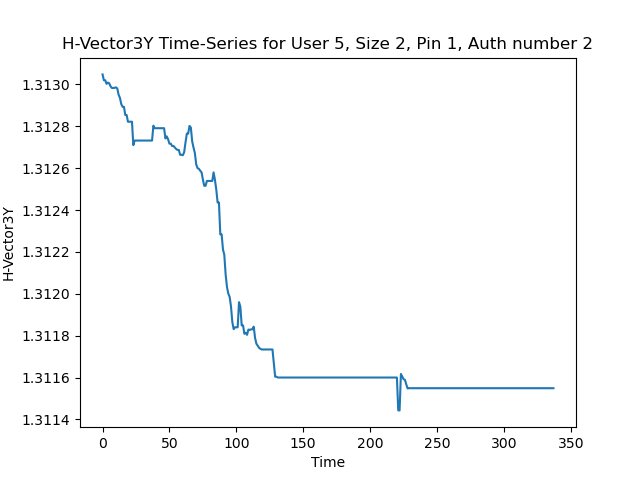 H-Vector3Y Time-Series for User 5, Size 2, Pin 1, Auth number 2
H-Vector3Y
1.3130
1.3128
1.3126
1.3124
1.3122
1.3120
1.3118
1.3116
1.3114
0 50 100 150 200 250 300 350
Time